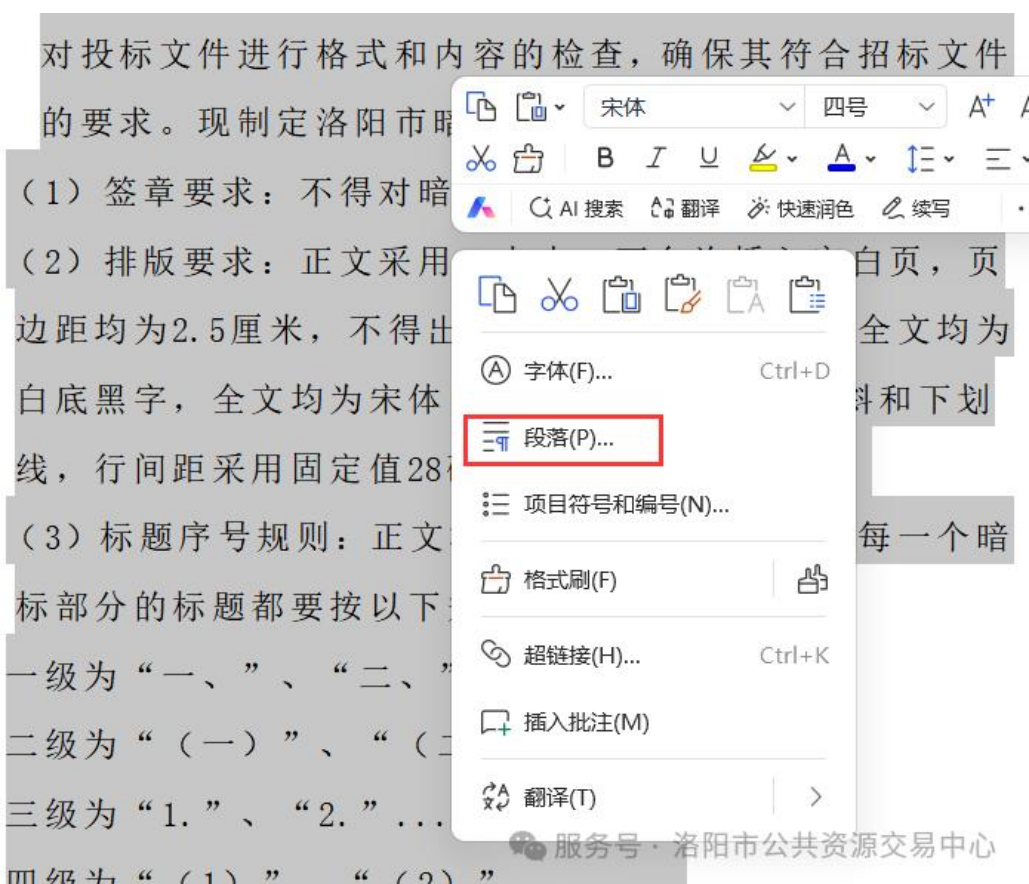 对投标文件进行格式和内容的检查，确保其符合招标文件
的要求。现制定洛阳市暗
宋体 四号 A+
（1）签章要求：不得对暗
B I U A
AI 搜索 翻译 快速润色 续写
（2）排版要求：正文采用 白页，页
边距均为2.5厘米，不得出 全文均为
字体(F)... Ctrl+D
白底黑字，全文均为宋体 和下划
段落(P)...
线，行间距采用固定值28
项目符号和编号(N)...
（3）标题序号规则：正文 每一个暗
格式刷(F)
标部分的标题都要按以下
超链接(H)... Ctrl+K
一级为“一、”、“二、”
插入批注(M)
二级为“（一）”、“（
翻译(T)
三级为“1.”、“2.”...
服务号 · 洛阳市公共资源交易中心
四级为“（1）”、“（2）”